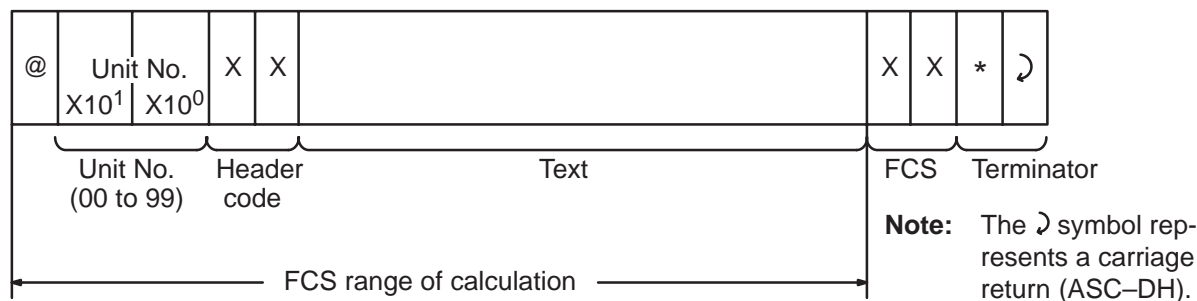 @ Unit No. X X X X * ⤸
X10¹ X10⁰
Unit No. Header Text FCS Terminator
(00 to 99) code
Note: The ⤸ symbol rep-
resents a carriage
return (ASC–DH).
FCS range of calculation